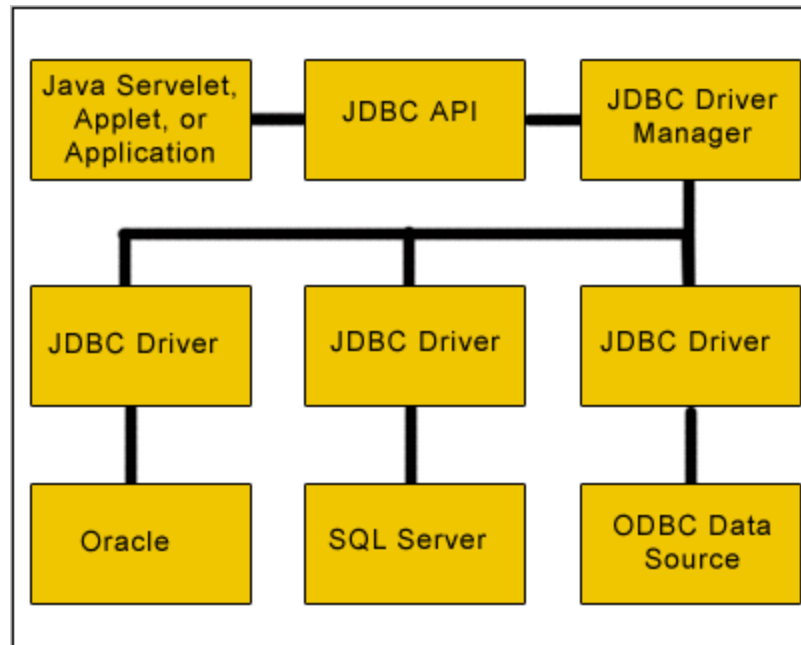 Java Servelet,
Applet, or
Application
JDBC API
JDBC Driver
Manager
JDBC Driver
JDBC Driver
JDBC Driver
Oracle
SQL Server
ODBC Data
Source